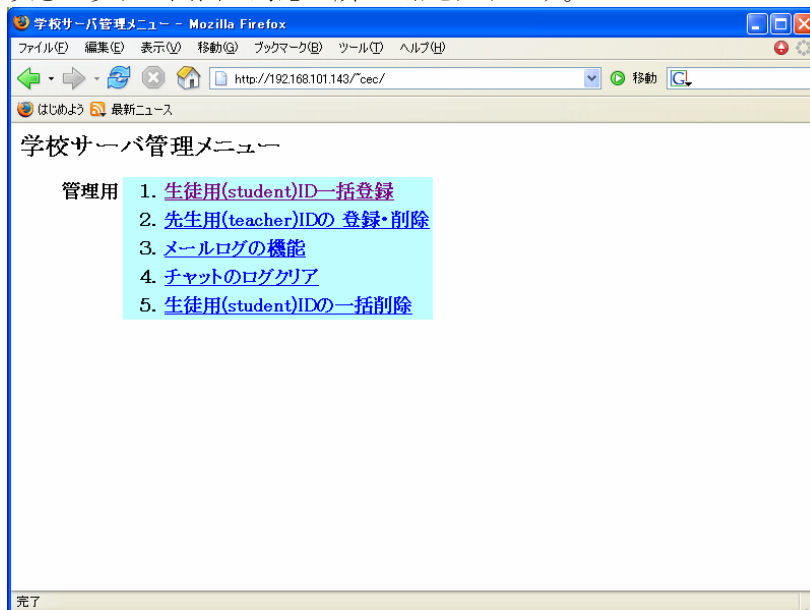 学校サーバ管理メニュー - Mozilla Firefox
ファイル(F) 編集(E) 表示(V) 移動(G) ブックマーク(B) ツール(T) ヘルプ(H)
http://192.168.101.143/~cec/ 移動
はじめよう 最新ニュース
学校サーバ管理メニュー
管理用 1. 生徒用(student)ID一括登録
2. 先生用(teacher)IDの 登録・削除
3. メールログの機能
4. チャットのログクリア
5. 生徒用(student)IDの一括削除
完了